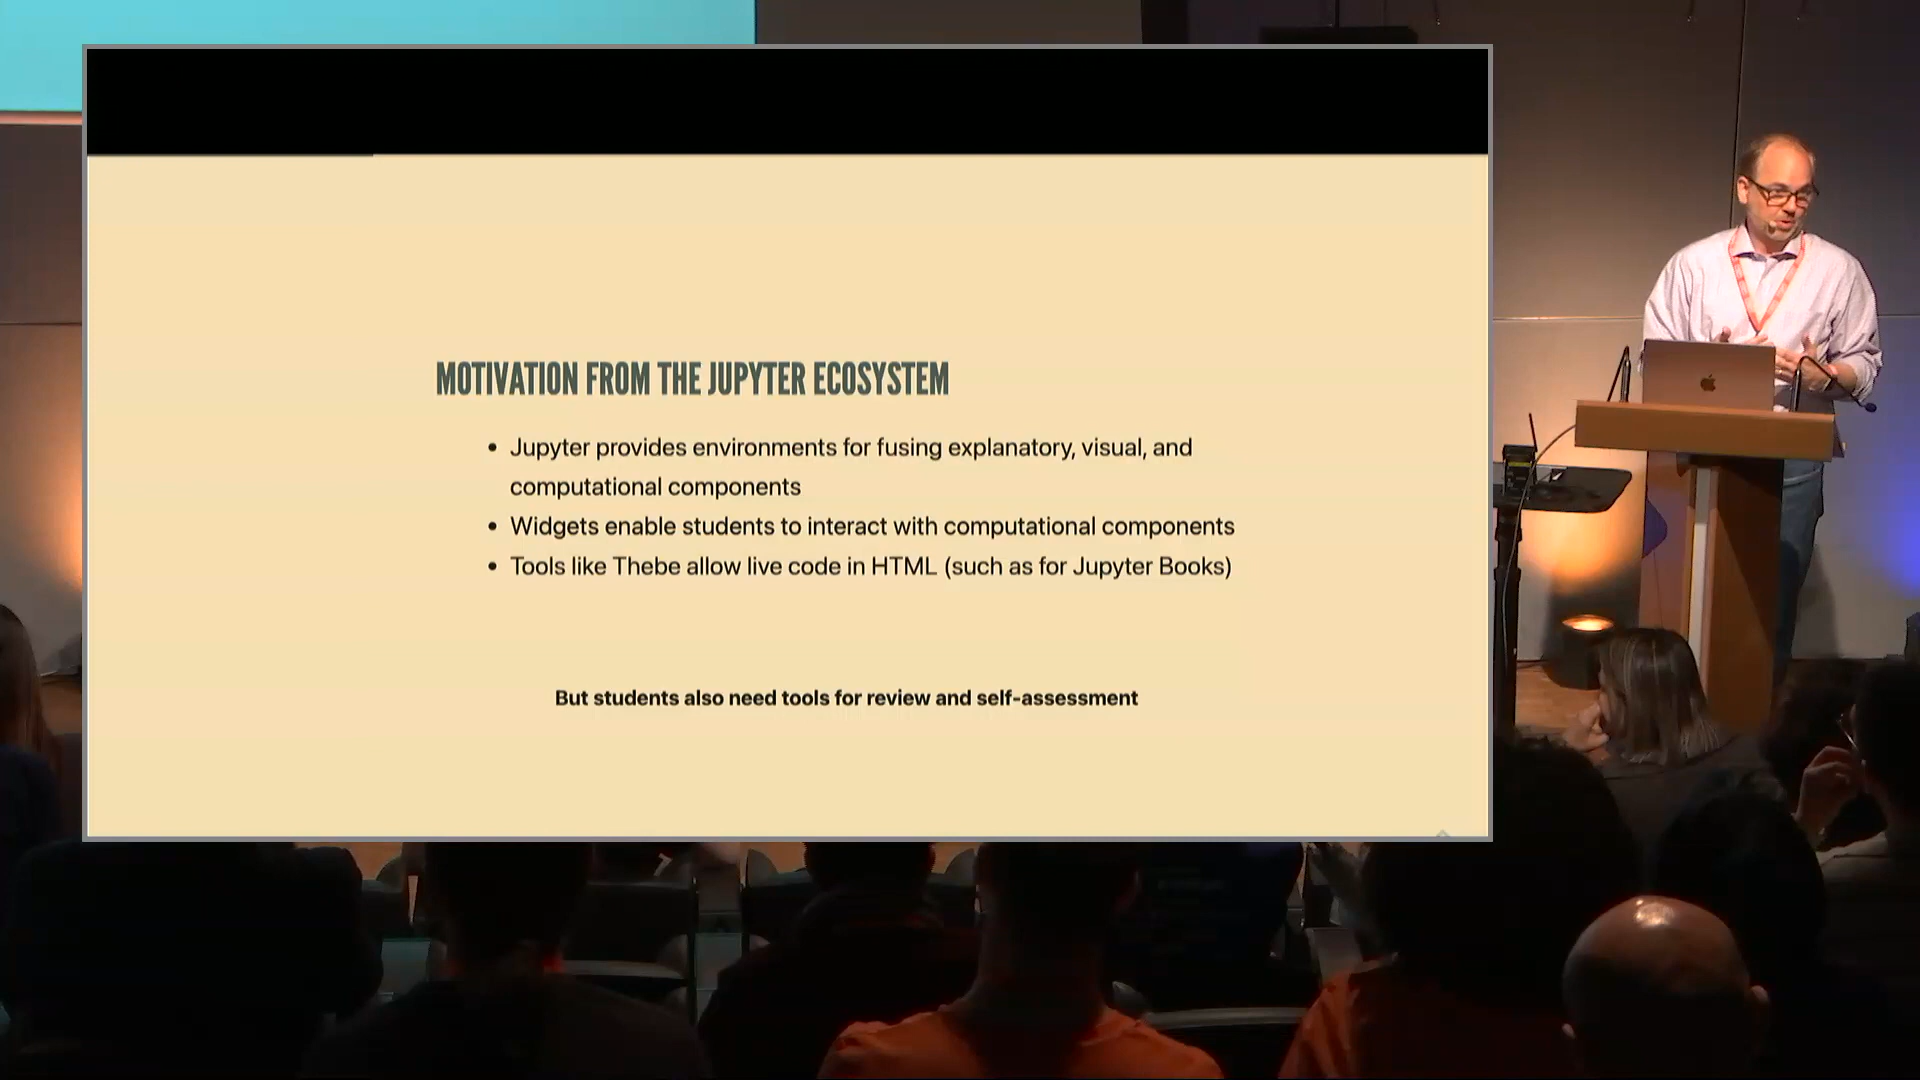 MOTIVATION FROM THE JUPYTER ECOSYSTEM
• Jupyter provides environments for fusing explanatory, visual, and
computational components
• Widgets enable students to interact with computational components
• Tools like Thebe allow live code in HTML (such as for Jupyter Books)
But students also need tools for review and self-assessment